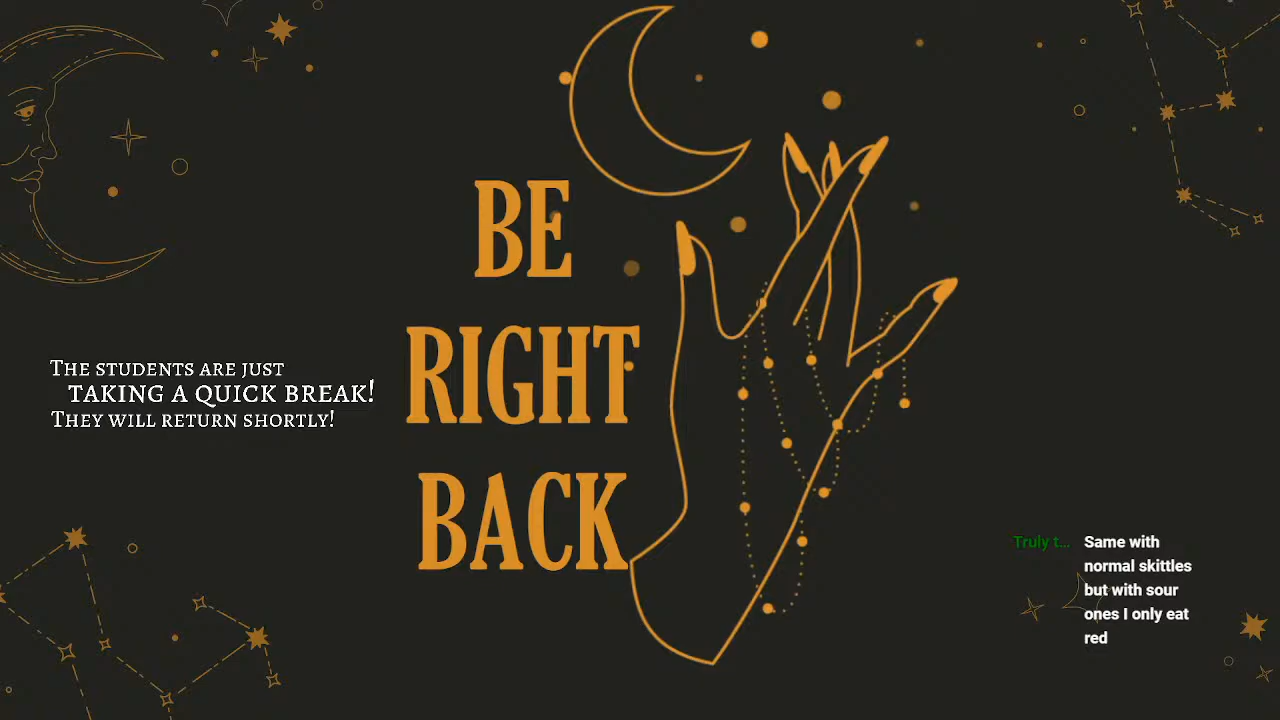 BE
RIGHT
BACK
The students are just
taking a quick break!
They will return shortly!
Truly t... Same with
normal skittles
but with sour
ones I only eat
red